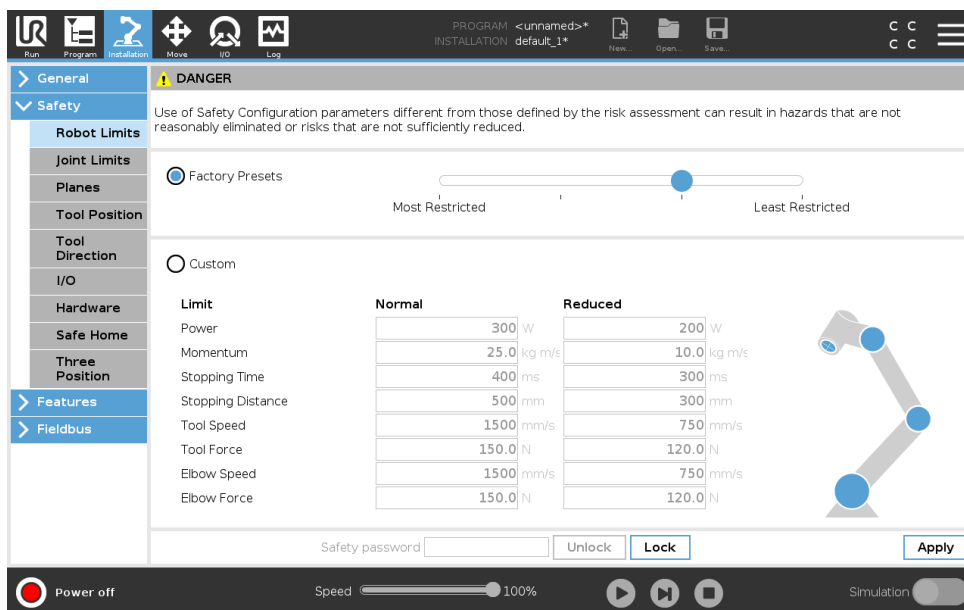 PROGRAM <unnamed>*
INSTALLATION default_1*
UR
Run
Program
Installation
Move
I/O
Log
New...
Open...
Save...
C C
C C
General
Safety
Robot Limits
Joint Limits
Planes
Tool Position
Tool
Direction
I/O
Hardware
Safe Home
Three
Position
Features
Fieldbus
DANGER
Use of Safety Configuration parameters different from those defined by the risk assessment can result in hazards that are not
reasonably eliminated or risks that are not sufficiently reduced.
Factory Presets
Most Restricted Least Restricted
Custom
Limit Normal Reduced
Power 300 W 200 W
Momentum 25.0 kg m/s 10.0 kg m/s
Stopping Time 400 ms 300 ms
Stopping Distance 500 mm 300 mm
Tool Speed 1500 mm/s 750 mm/s
Tool Force 150.0 N 120.0 N
Elbow Speed 1500 mm/s 750 mm/s
Elbow Force 150.0 N 120.0 N
Safety password Unlock Lock Apply
Power off Speed 100% Simulation